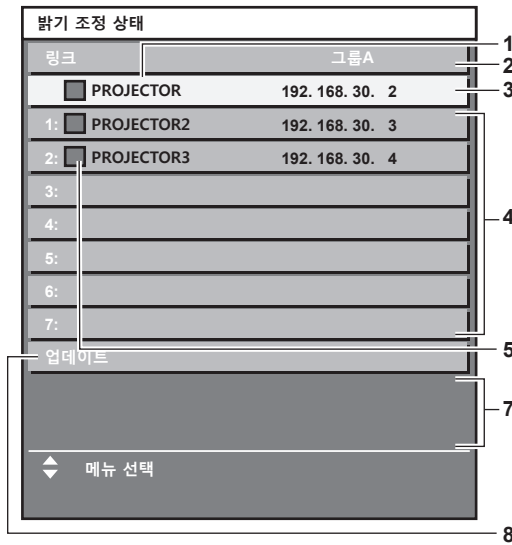 밝기 조정 상태
링크 그룹A 1
2
PROJECTOR 192. 168. 30. 2 3
1: PROJECTOR2 192. 168. 30. 3
2: PROJECTOR3 192. 168. 30. 4
3:
4: 4
5:
6:
7:
업데이트 5
7
메뉴 선택
8